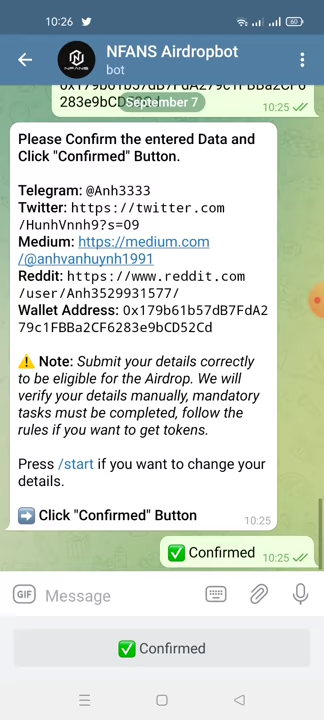 10:26
60
NFANS Airdropbot
bot
283e9bCD52Cd
September 7
10:25
Please Confirm the entered Data and
Click "Confirmed" Button.
Telegram: @Anh3333
Twitter: https://twitter.com
/HunhVnnh9?s=09
Medium: https://medium.com
/@anhvanhuynh1991
Reddit: https://www.reddit.com
/user/Anh3529931577/
Wallet Address: 0x179b61b57dB7FdA2
79c1FBBa2CF6283e9bCD52Cd
⚠️ Note: Submit your details correctly
to be eligible for the Airdrop. We will
verify your details manually, mandatory
tasks must be completed, follow the
rules if you want to get tokens.
Press /start if you want to change your
details.
➡️ Click "Confirmed" Button
10:25
✅ Confirmed 10:25
GIF Message
✅ Confirmed